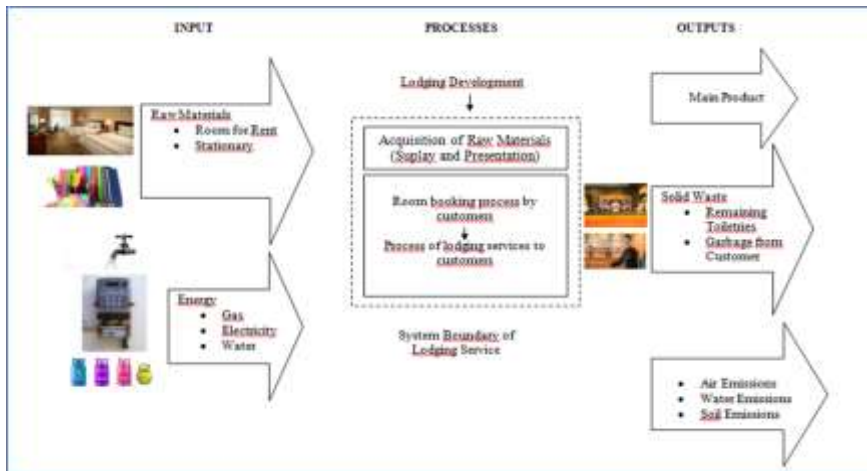 INPUT
PROCESSES
OUTPUTS
Raw Materials
• Room for Rent
• Stationary
Energy
• Gas
• Electricity
• Water
Lodging Development
Acquisition of Raw Materials
(Suplay and Presentation)
Room booking process by
customers
Process of lodging services to
customers
System Boundary of
Lodging Service
Main Product
Solid Waste
• Remaining
Toiletries
• Garbage from
Customer
• Air Emissions
• Water Emissions
• Soil Emissions